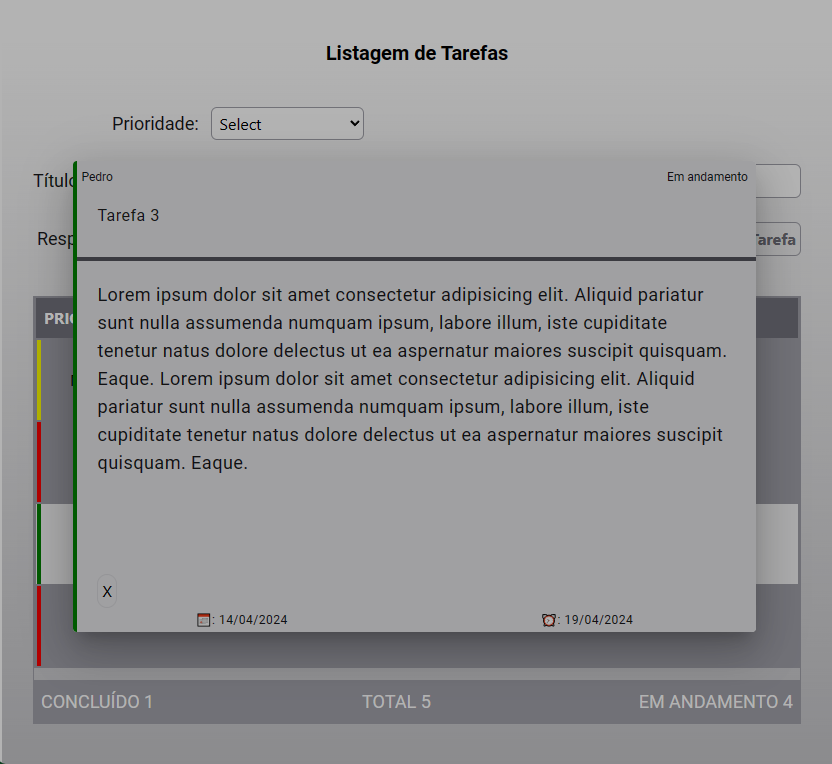 Listagem de Tarefas
Prioridade: Select
Pedro Em andamento
Tarefa 3
Lorem ipsum dolor sit amet consectetur adipisicing elit. Aliquid pariatur
sunt nulla assumenda numquam ipsum, labore illum, iste cupiditate
tenetur natus dolore delectus ut ea aspernatur maiores suscipit quisquam.
Eaque. Lorem ipsum dolor sit amet consectetur adipisicing elit. Aliquid
pariatur sunt nulla assumenda numquam ipsum, labore illum, iste
cupiditate tenetur natus dolore delectus ut ea aspernatur maiores suscipit
quisquam. Eaque.
X
: 14/04/2024 : 19/04/2024
CONCLUÍDO 1 TOTAL 5 EM ANDAMENTO 4